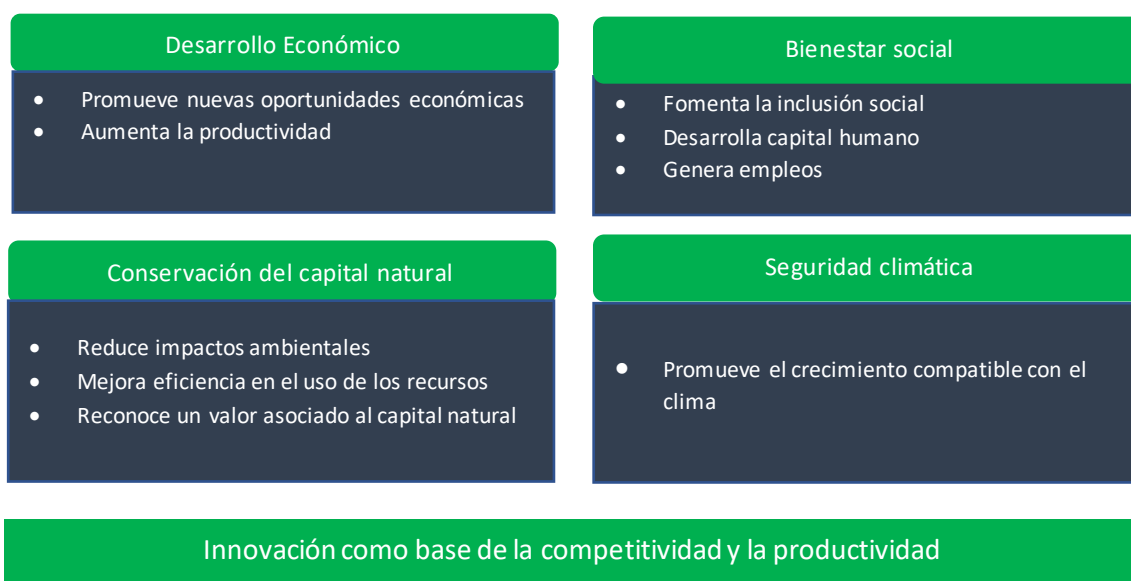 Desarrollo Económico
• Promueve nuevas oportunidades económicas
• Aumenta la productividad
Bienestar social
• Fomenta la inclusión social
• Desarrolla capital humano
• Genera empleos
Conservación del capital natural
• Reduce impactos ambientales
• Mejora eficiencia en el uso de los recursos
• Reconoce un valor asociado al capital natural
Seguridad climática
• Promueve el crecimiento compatible con el
clima
Innovación como base de la competitividad y la productividad